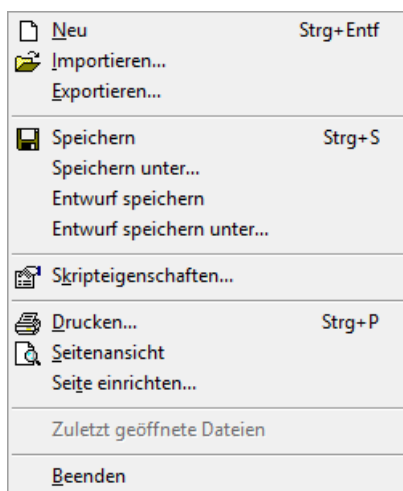 Neu Strg+Entf
Importieren...
Exportieren...
Speichern Strg+S
Speichern unter...
Entwurf speichern
Entwurf speichern unter...
Skripteigenschaften...
Drucken... Strg+P
Seitenansicht
Seite einrichten...
Zuletzt geöffnete Dateien
Beenden